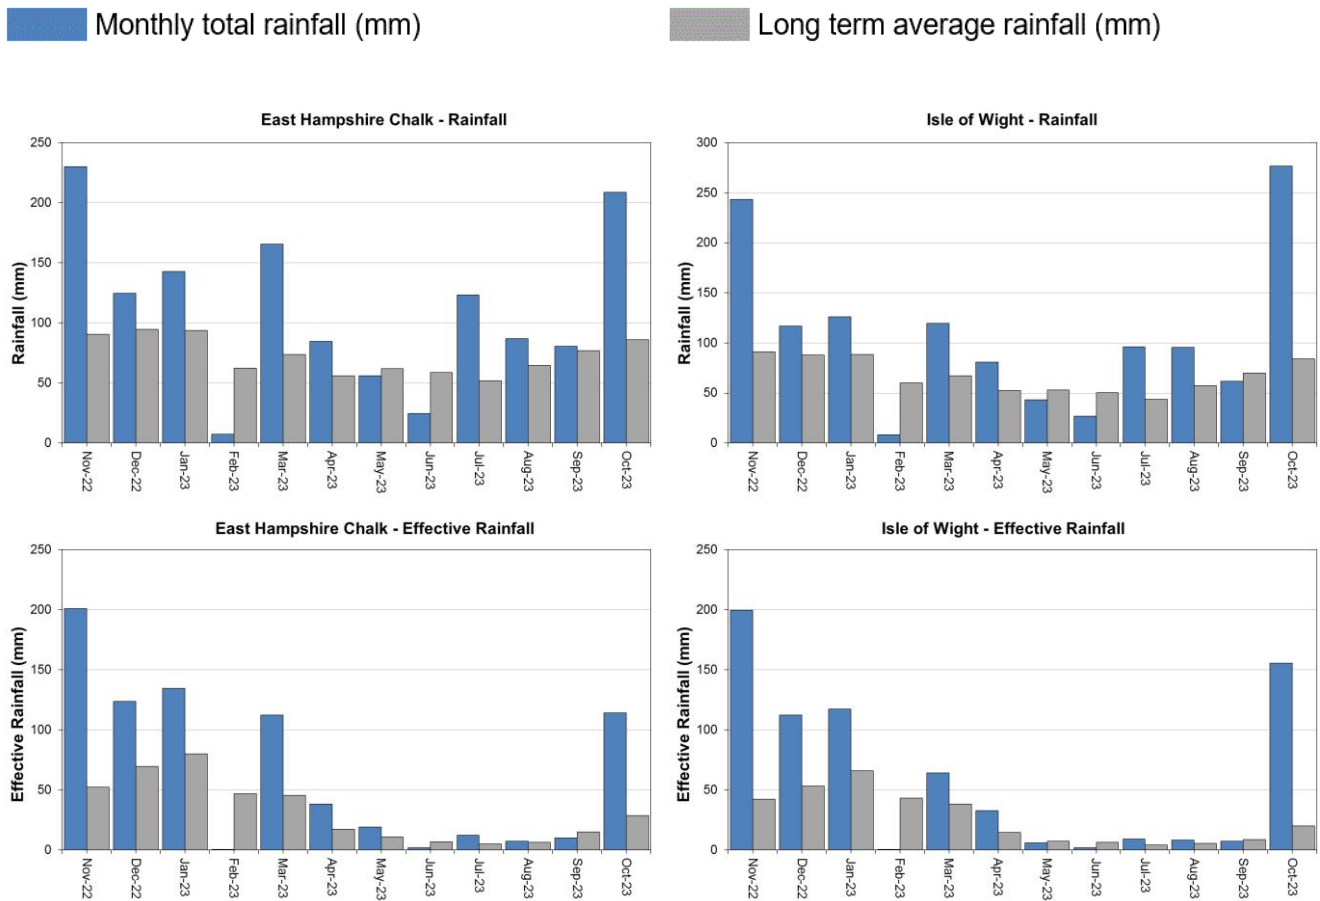 Monthly total rainfall (mm) Long term average rainfall (mm)
East Hampshire Chalk - Rainfall
Rainfall (mm)
250
200
150
100
50
0
Nov-22 Dec-22 Jan-23 Feb-23 Mar-23 Apr-23 May-23 Jun-23 Jul-23 Aug-23 Sep-23 Oct-23
Isle of Wight - Rainfall
Rainfall (mm)
300
250
200
150
100
50
0
Nov-22 Dec-22 Jan-23 Feb-23 Mar-23 Apr-23 May-23 Jun-23 Jul-23 Aug-23 Sep-23 Oct-23
East Hampshire Chalk - Effective Rainfall
Effective Rainfall (mm)
250
200
150
100
50
0
Nov-22 Dec-22 Jan-23 Feb-23 Mar-23 Apr-23 May-23 Jun-23 Jul-23 Aug-23 Sep-23 Oct-23
Isle of Wight - Effective Rainfall
Effective Rainfall (mm)
250
200
150
100
50
0
Nov-22 Dec-22 Jan-23 Feb-23 Mar-23 Apr-23 May-23 Jun-23 Jul-23 Aug-23 Sep-23 Oct-23